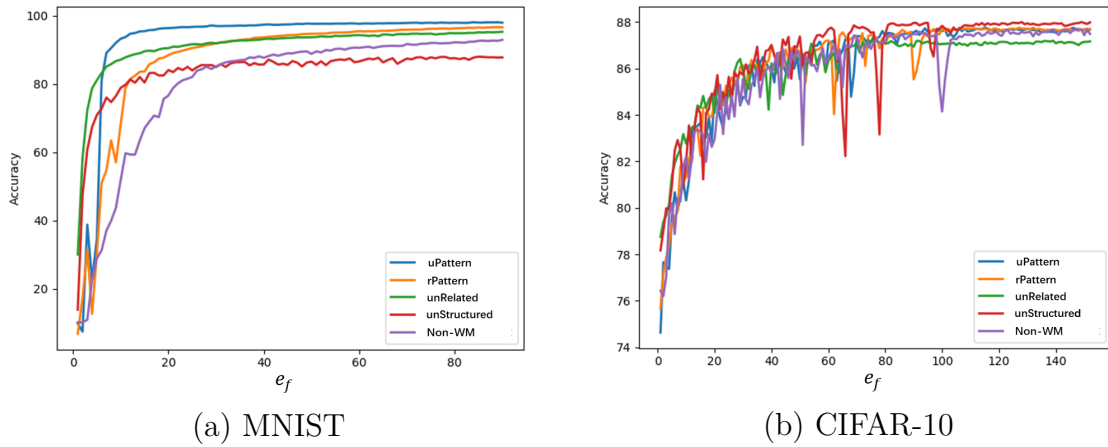 100
80
60
40
20
Accuracy
0 20 40 60 80
e_f
uPattern
rPattern
unRelated
unStructured
Non-WM
(a) MNIST
88
86
84
82
80
78
76
74
Accuracy
0 20 40 60 80 100 120 140
e_f
uPattern
rPattern
unRelated
unStructured
Non-WM
(b) CIFAR-10